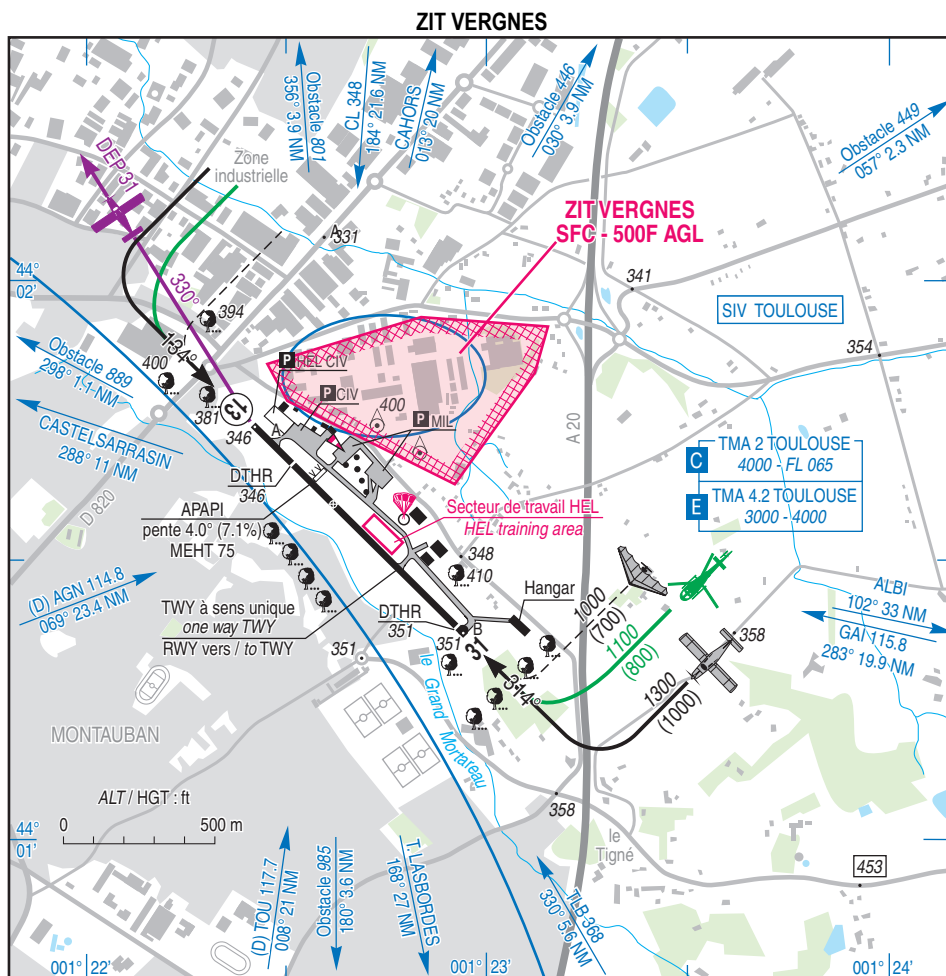 ZIT VERGNES
DEP 31
330°
Zone
industrielle
Obstacle 801
356° 3.9 NM
CL 348
184° 21.6 NM
CAHORS
013° 20 NM
Obstacle 446
030° 3.9 NM
Obstacle 449
057° 2.3 NM
ZIT VERGNES
SFC - 500F AGL
A
331
44°
02'
341
SIV TOULOUSE
394
134°
400
381
354
Obstacle 889
298° 1.1 NM
CASTELSARRASIN
288° 11 NM
P HEL CIV
P CIV
400
P MIL
A 20
13
346
A
C
TMA 2 TOULOUSE
4000 - FL 065
E
TMA 4.2 TOULOUSE
3000 - 4000
D 820
DTHR
346
APAPI
pente 4.0° (7.1%)
MEHT 75
Secteur de travail HEL
HEL training area
348
410
(D) AGN 114.8
069° 23.4 NM
TWY à sens unique
one way TWY
RWY vers / to TWY
DTHR
351
351
B
31
Hangar
1000
(700)
1100
(800)
1300
(1000)
358
ALBI
102° 33 NM
GAI 115.8
283° 19.9 NM
351
314°
le Grand Mortarieu
MONTAUBAN
ALT / HGT : ft
0
500 m
358
le
Tigné
453
44°
01'
(D) TOU 117.7
008° 21 NM
Obstacle 985
180° 3.6 NM
T. LASBORDES
168° 27 NM
TLB 368
330° 5.6 NM
001° 22'
001° 23'
001° 24'